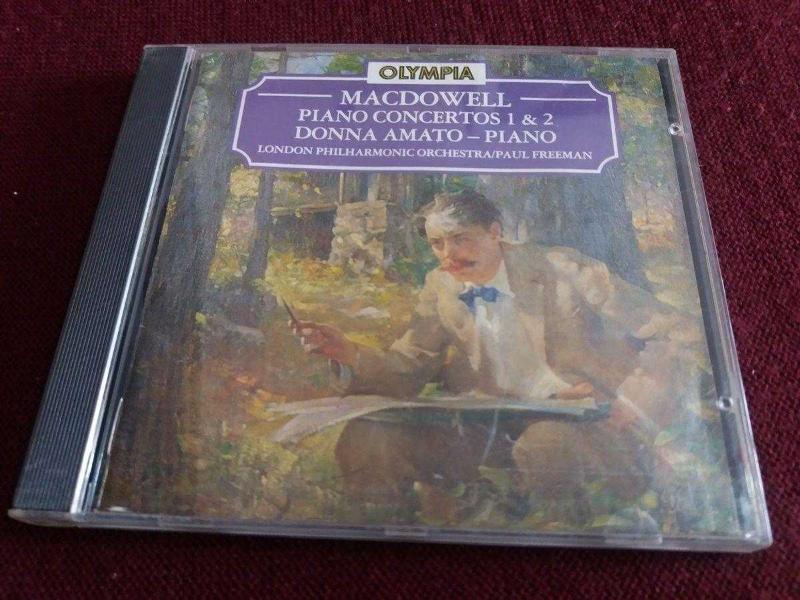 OLYMPIA
MACDOWELL
PIANO CONCERTOS 1 & 2
DONNA AMATO – PIANO
LONDON PHILHARMONIC ORCHESTRA/PAUL FREEMAN